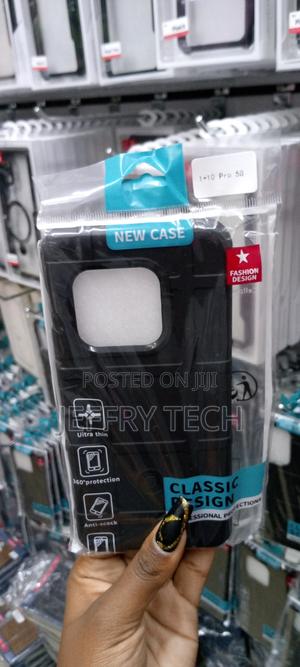 NEW CASE
1+10 Pro 5G
FASHION
DESIGN
POSTED ON JIJI
JEFFRY TECH
Ultra thin
360°protection
Anti-scock
CLASSIC
DESIGN